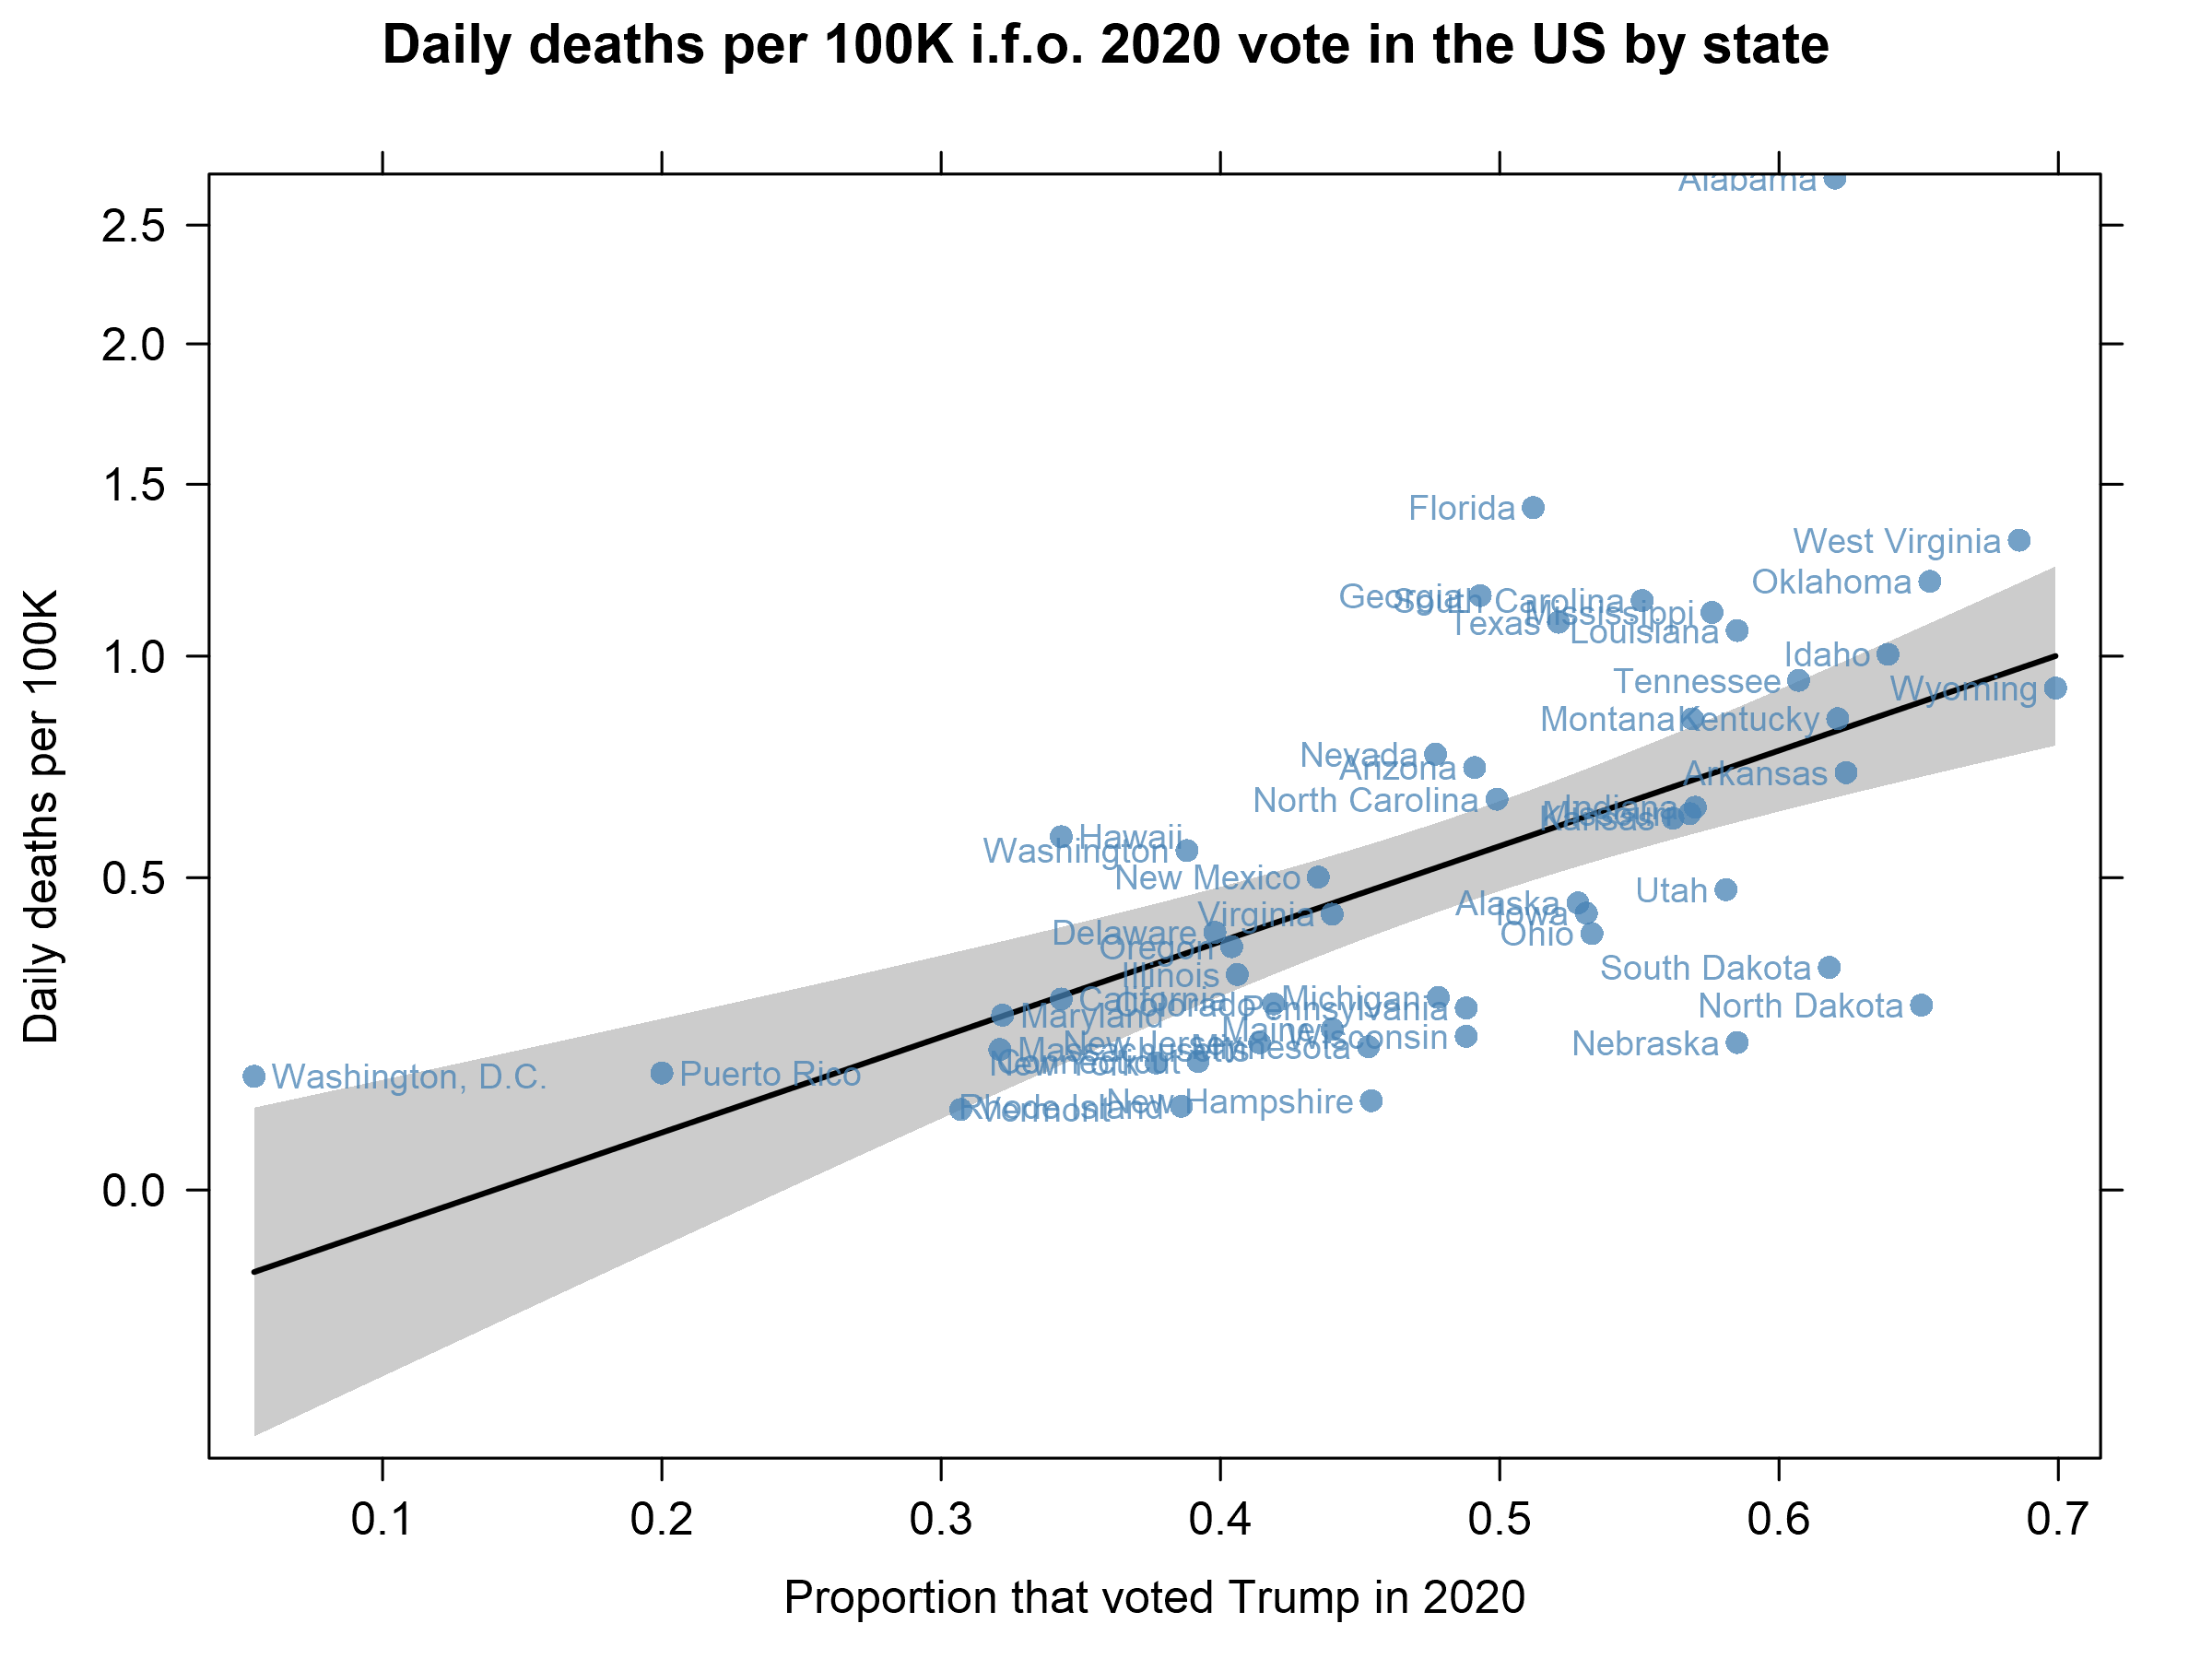 Daily deaths per 100K i.f.o. 2020 vote in the US by state
Alabama
2.5
2.0
1.5
Florida
West Virginia
Oklahoma
Georgia
South Carolina
Mississippi
Texas
Louisiana
1.0
Idaho
Tennessee
Wyoming
Montana
Kentucky
Nevada
Arizona
Arkansas
North Carolina
Indiana
Missouri
Kansas
Hawaii
Washington
0.5
New Mexico
Utah
Alaska
Iowa
Virginia
Delaware
Ohio
Oregon
South Dakota
Illinois
California
Colorado
Michigan
Pennsylvania
North Dakota
Maryland
Maine
Wisconsin
New Jersey
Minnesota
Nebraska
Massachusetts
New York
Connecticut
Washington, D.C.
Puerto Rico
Rhode Island
Vermont
New Hampshire
0.0
Daily deaths per 100K
0.1
0.2
0.3
0.4
0.5
0.6
0.7
Proportion that voted Trump in 2020